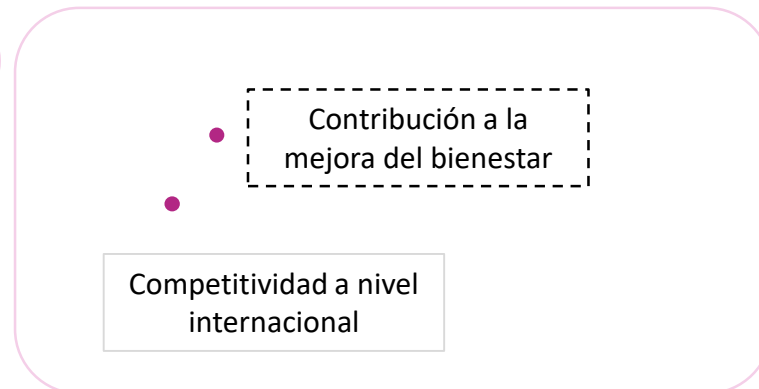 Contribución a la
mejora del bienestar
Competitividad a nivel
internacional